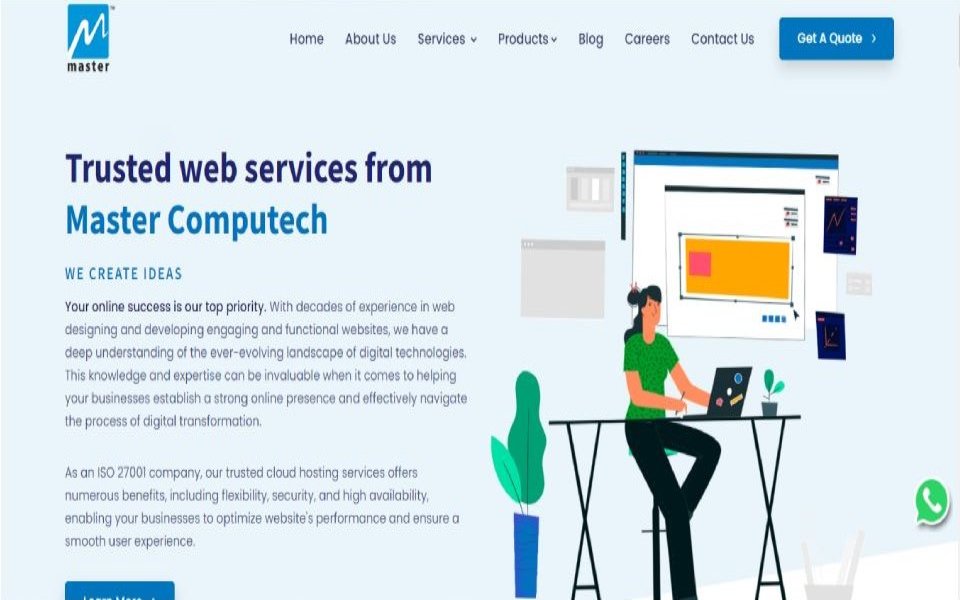 master
Home About Us Services Products Blog Careers Contact Us Get A Quote
Trusted web services from
Master Computech
WE CREATE IDEAS
Your online success is our top priority. With decades of experience in web
designing and developing engaging and functional websites, we have a
deep understanding of the ever-evolving landscape of digital technologies.
This knowledge and expertise can be invaluable when it comes to helping
your businesses establish a strong online presence and effectively navigate
the process of digital transformation.
As an ISO 27001 company, our trusted cloud hosting services offers
numerous benefits, including flexibility, security, and high availability,
enabling your businesses to optimize website's performance and ensure a
smooth user experience.
Learn More